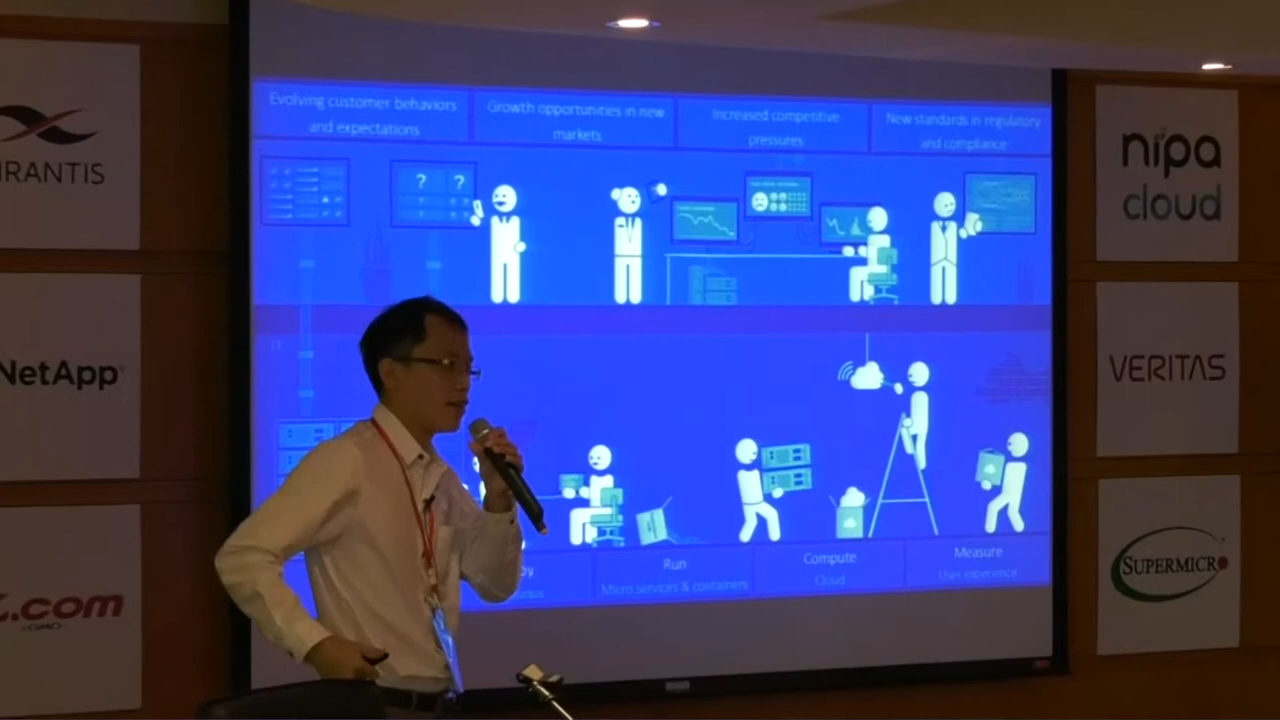 Evolving customer behaviors
and expectations
Growth opportunities in new
markets
Increased competitive
pressures
New standards in regulatory
and compliance
? ?
IT
Run
Micro services & containers
Compute
Cloud
Measure
User experience
IRANTIS
NetApp
.com
nipa
cloud
VERITAS
SUPERMICRO